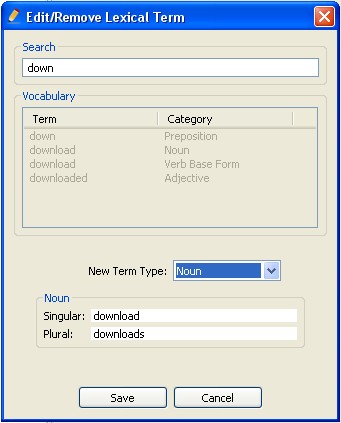 Edit/Remove Lexical Term
Search
down
Vocabulary
Term Category
down Preposition
download Noun
download Verb Base Form
downloaded Adjective
New Term Type: Noun
Noun
Singular: download
Plural: downloads
Save Cancel